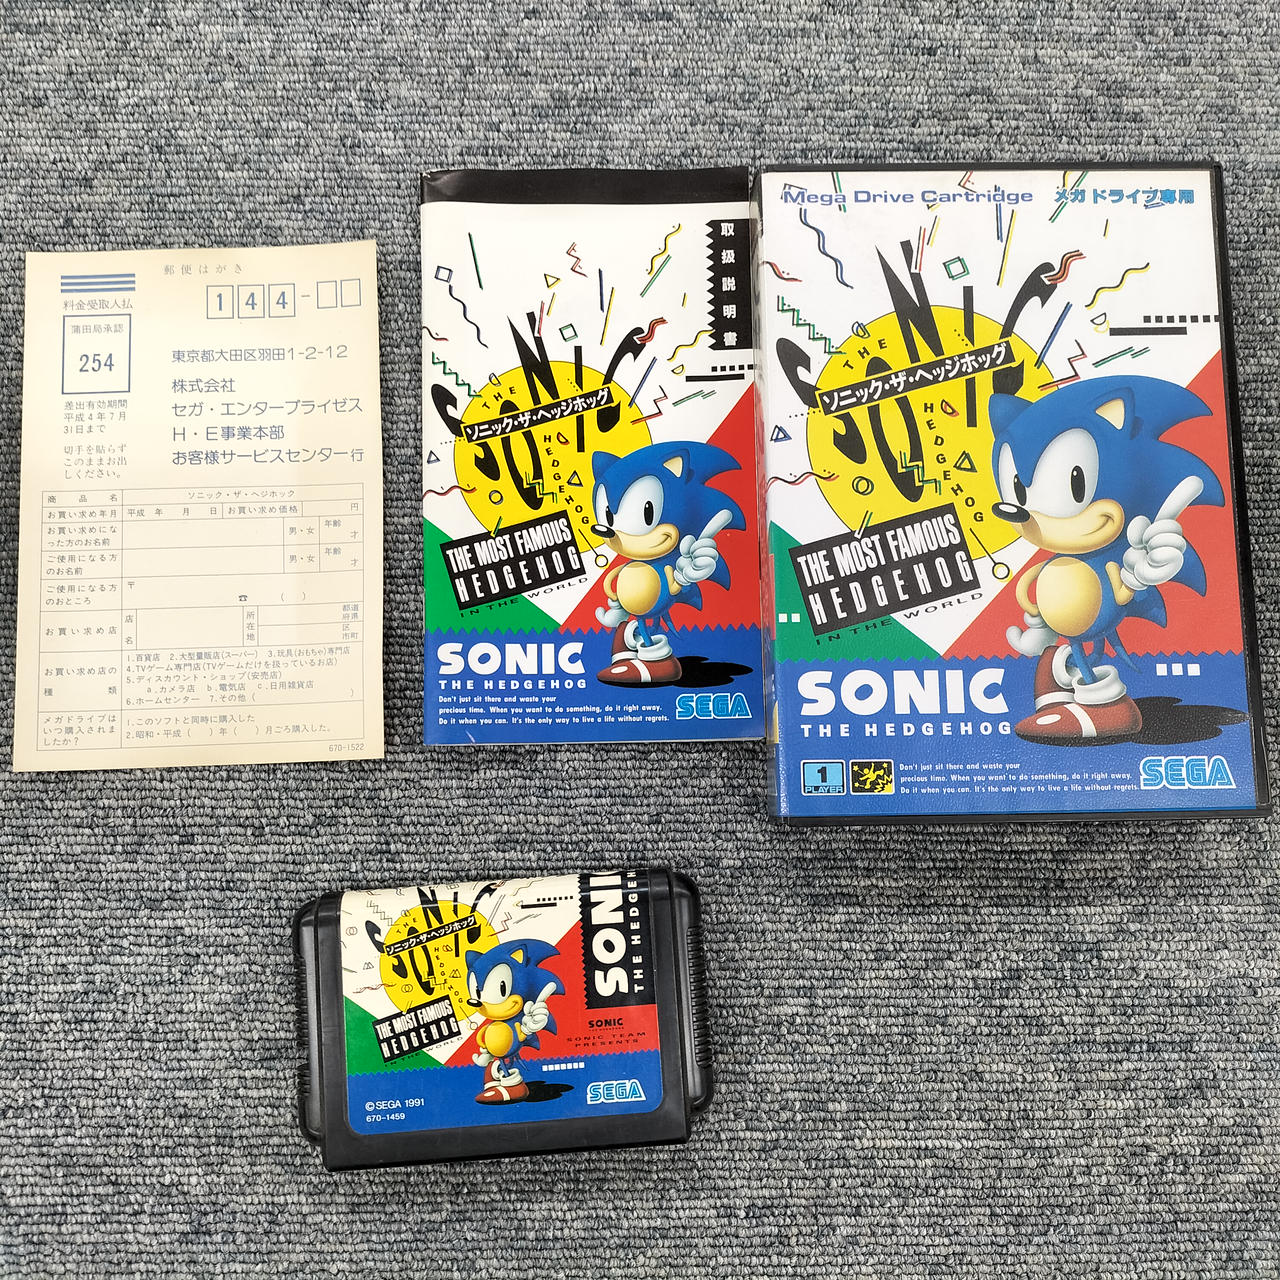 郵便はがき
料金受取人払
144-
蒲田局承認
254
差出有効期間
平成4年7月
31日まで
切手を貼らず
このままお出
しください。
東京都大田区羽田1-2-12
株式会社
セガ・エンタープライゼス
H・E事業本部
お客様サービスセンター行
商品名 ソニック・ザ・ヘジホック
お買い求め年月 平成 年 月 日 お買い求め価格 円
お買い求めにな
った方のお名前 男・女 年齢 才
ご使用になる方
のお名前 男・女 年齢 才
ご使用になる方
のおところ 〒 ☎ ( )
お買い求め店 店名 所在地 都道
府県
区
市町
お買い求め店の
種類
1.百貨店 2.大型量販店(スーパー) 3.玩具(おもちゃ)専門店
4.TVゲーム専門店(TVゲームだけを扱っているお店)
5.ディスカウント・ショップ(安売店)
a.カメラ店 b.電気店 c.日用雑貨店
6.ホームセンター 7.その他( )
メガドライブは
いつ購入されま
したか?
1.このソフトと同時に購入した
2.昭和・平成( )年( )月ごろ購入した。
670-1522
取扱説明書
THE
SONIC
ソニック・ザ・ヘッジホッグ
HEDGEHOG
THE MOST FAMOUS
HEDGEHOG
IN THE WORLD
SONIC
THE HEDGEHOG
Don't just sit there and waste your
precious time. When you want to do something, do it right away.
Do it when you can. It's the only way to live a life without regrets.
SEGA
Mega Drive Cartridge メガドライブ専用
THE
SONIC
ソニック・ザ・ヘッジホッグ
HEDGEHOG
THE MOST FAMOUS
HEDGEHOG
IN THE WORLD
SONIC
THE HEDGEHOG
1
PLAYER
Don't just sit there and waste your
precious time. When you want to do something, do it right away.
Do it when you can. It's the only way to live a life without regrets.
SEGA
THE
SONIC
ソニック・ザ・ヘッジホッグ
HEDGEHOG
THE MOST FAMOUS
HEDGEHOG
IN THE WORLD
SONIC
THE HEDGEHOG
SONIC
SONIC TEAM
PRESENTS
SEGA
©SEGA 1991
670-1459